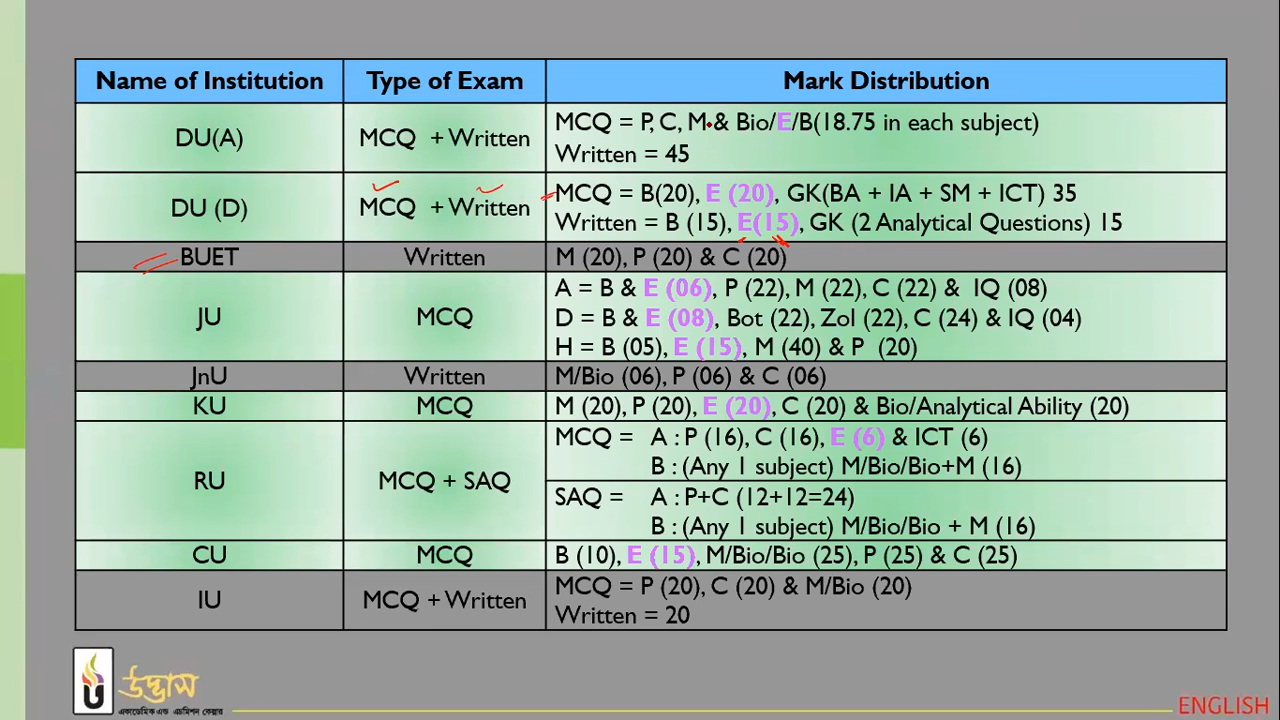 Name of Institution Type of Exam Mark Distribution
DU(A) MCQ + Written MCQ = P, C, M & Bio/E/B(18.75 in each subject)
Written = 45
DU (D) MCQ + Written MCQ = B(20), E (20), GK(BA + IA + SM + ICT) 35
Written = B (15), E(15), GK (2 Analytical Questions) 15
BUET Written M (20), P (20) & C (20)
JU MCQ A = B & E (06), P (22), M (22), C (22) & IQ (08)
D = B & E (08), Bot (22), Zol (22), C (24) & IQ (04)
H = B (05), E (15), M (40) & P (20)
JnU Written M/Bio (06), P (06) & C (06)
KU MCQ M (20), P (20), E (20), C (20) & Bio/Analytical Ability (20)
RU MCQ + SAQ MCQ = A : P (16), C (16), E (6) & ICT (6)
B : (Any 1 subject) M/Bio/Bio+M (16)
SAQ = A : P+C (12+12=24)
B : (Any 1 subject) M/Bio/Bio + M (16)
CU MCQ B (10), E (15), M/Bio/Bio (25), P (25) & C (25)
IU MCQ + Written MCQ = P (20), C (20) & M/Bio (20)
Written = 20
উদ্ভাস
একাডেমিক এন্ড এডমিশন কেয়ার
ENGLISH